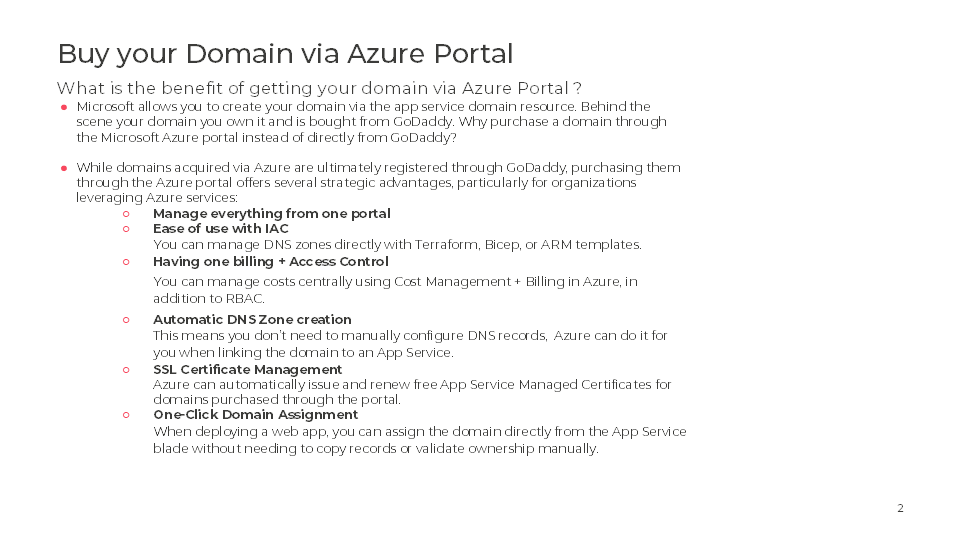 Buy your Domain via Azure Portal
What is the benefit of getting your domain via Azure Portal ?
● Microsoft allows you to create your domain via the app service domain resource. Behind the
scene your domain you own it and is bought from GoDaddy. Why purchase a domain through
the Microsoft Azure portal instead of directly from GoDaddy?
● While domains acquired via Azure are ultimately registered through GoDaddy, purchasing them
through the Azure portal offers several strategic advantages, particularly for organizations
leveraging Azure services:
○ Manage everything from one portal
○ Ease of use with IAC
You can manage DNS zones directly with Terraform, Bicep, or ARM templates.
○ Having one billing + Access Control
You can manage costs centrally using Cost Management + Billing in Azure, in
addition to RBAC.
○ Automatic DNS Zone creation
This means you don't need to manually configure DNS records, Azure can do it for
you when linking the domain to an App Service.
○ SSL Certificate Management
Azure can automatically issue and renew free App Service Managed Certificates for
domains purchased through the portal.
○ One-Click Domain Assignment
When deploying a web app, you can assign the domain directly from the App Service
blade without needing to copy records or validate ownership manually.
2